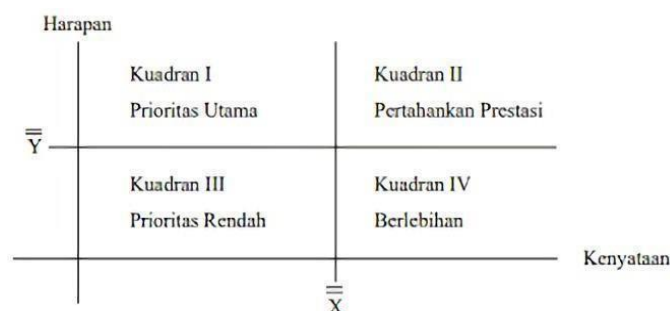 Harapan
Kuadran I
Prioritas Utama
Kuadran II
Pertahankan Prestasi
Y
Kuadran III
Prioritas Rendah
Kuadran IV
Berlebihan
Kenyataan
X